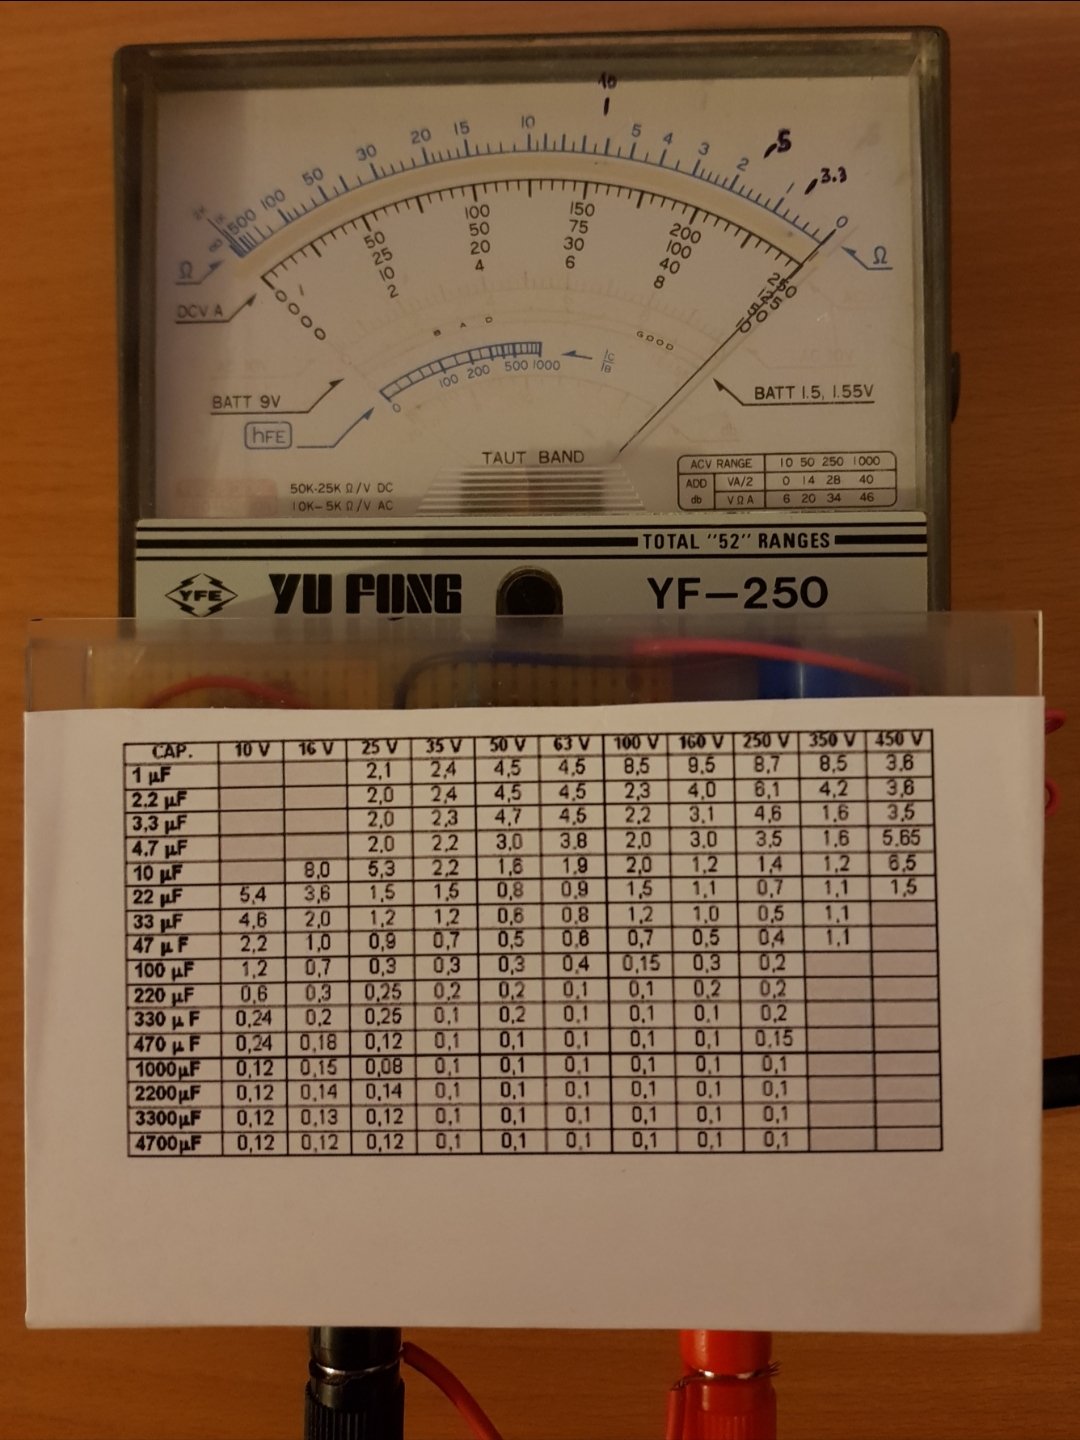 10
10
20 15 5 4 3 2 5
30 1 3.3
50 0
100
500
2K 1K
∞
Ω Ω
DCV A
50 100 150 200 250
25 50 75 100 125
10 20 30 40 50
2 4 6 8 10
0
0
0
0
BAD GOOD
100 200 500 1000
0
IC
IB
BATT 9V
BATT 1.5, 1.55V
hFE
TAUT BAND
50K-25K Ω/V DC
10K-5K Ω/V AC
ACV RANGE 10 50 250 1000
ADD VA/2 0 14 28 40
db VΩA 6 20 34 46
TOTAL "52" RANGES
YFE YU FUNG YF-250
CAP. 10 V 16 V 25 V 35 V 50 V 63 V 100 V 160 V 250 V 350 V 450 V
1 µF 2,1 2,4 4,5 4,5 8,5 9,5 8,7 8,5 3,6
2,2 µF 2,0 2,4 4,5 4,5 2,3 4,0 6,1 4,2 3,6
3,3 µF 2,0 2,3 4,7 4,5 2,2 3,1 4,6 1,6 3,5
4,7 µF 2,0 2,2 3,0 3,8 2,0 3,0 3,5 1,6 5,65
10 µF 8,0 5,3 2,2 1,6 1,9 2,0 1,2 1,4 1,2 6,5
22 µF 5,4 3,6 1,5 1,5 0,8 0,9 1,5 1,1 0,7 1,1 1,5
33 µF 4,6 2,0 1,2 1,2 0,6 0,8 1,2 1,0 0,5 1,1
47 µ F 2,2 1,0 0,9 0,7 0,5 0,6 0,7 0,5 0,4 1,1
100 µF 1,2 0,7 0,3 0,3 0,3 0,4 0,15 0,3 0,2
220 µF 0,6 0,3 0,25 0,2 0,2 0,1 0,1 0,2 0,2
330 µ F 0,24 0,2 0,25 0,1 0,2 0,1 0,1 0,1 0,2
470 µ F 0,24 0,18 0,12 0,1 0,1 0,1 0,1 0,1 0,15
1000µF 0,12 0,15 0,08 0,1 0,1 0,1 0,1 0,1 0,1
2200µF 0,12 0,14 0,14 0,1 0,1 0,1 0,1 0,1 0,1
3300µF 0,12 0,13 0,12 0,1 0,1 0,1 0,1 0,1 0,1
4700µF 0,12 0,12 0,12 0,1 0,1 0,1 0,1 0,1 0,1